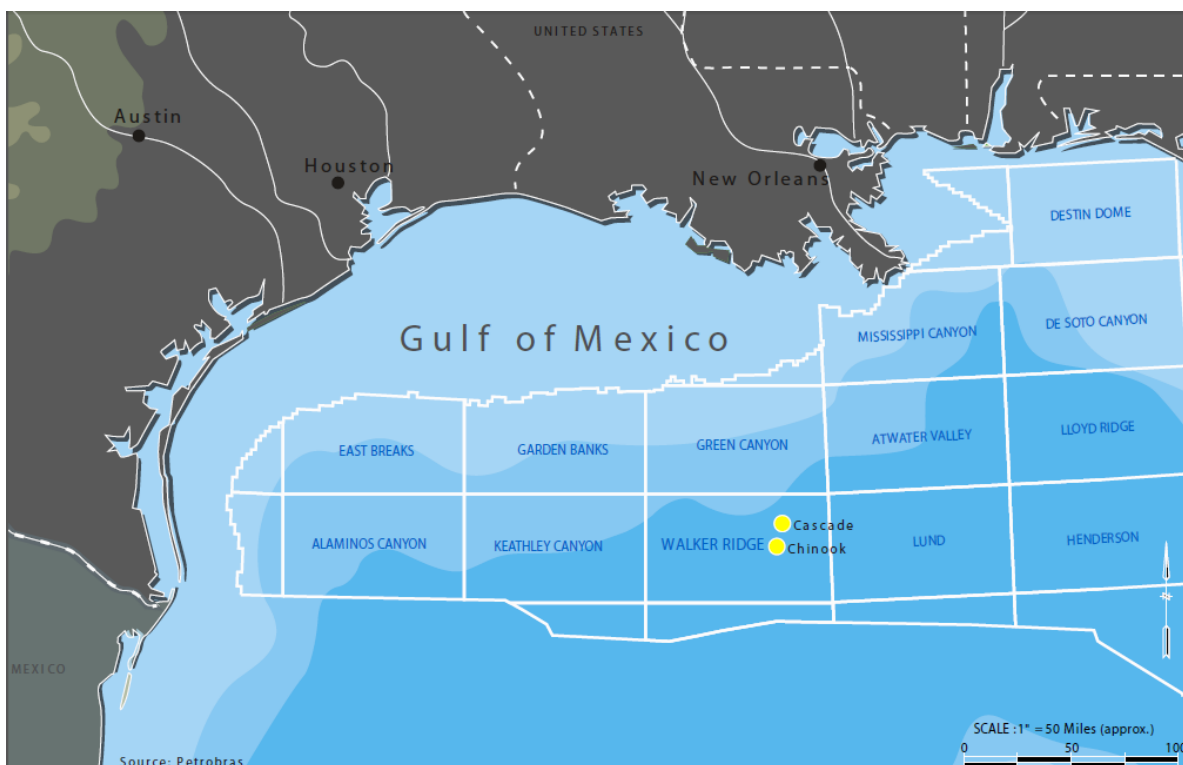 UNITED STATES
Austin
Houston
New Orleans
DESTIN DOME
Gulf of Mexico
MISSISSIPPI CANYON
DE SOTO CANYON
EAST BREAKS
GARDEN BANKS
GREEN CANYON
ATWATER VALLEY
LLOYD RIDGE
Cascade
ALAMINOS CANYON
KEATHLEY CANYON
WALKER RIDGE
Chinook
LUND
HENDERSON
MEXICO
SCALE : 1" = 50 Miles (approx.)
0 50 100
Source: Petrobras